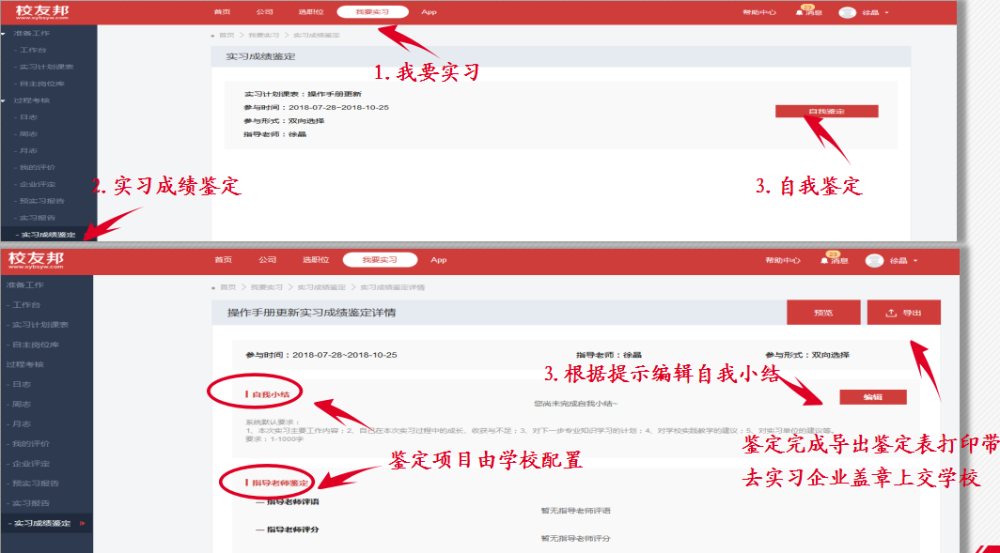 校友邦
www.xybsyw.com
首页 公司 选职位 我要实习 App
帮助中心 23 消息 徐晶
准备工作
- 工作台
- 实习计划课表
- 自主岗位库
过程考核
- 日志
- 周志
- 月志
- 我的评价
- 企业评定
- 预实习报告
- 实习报告
- 实习成绩鉴定
首页 > 我要实习 > 实习成绩鉴定
实习成绩鉴定
实习计划课表：操作手册更新
参与时间：2018-07-28~2018-10-25
参与形式：双向选择
指导老师：徐晶
自我鉴定
1.我要实习
2.实习成绩鉴定
3.自我鉴定
校友邦
www.xybsyw.com
首页 公司 选职位 我要实习 App
帮助中心 23 消息 徐晶
准备工作
- 工作台
- 实习计划课表
- 自主岗位库
过程考核
- 日志
- 周志
- 月志
- 我的评价
- 企业评定
- 预实习报告
- 实习报告
- 实习成绩鉴定
首页 > 我要实习 > 实习成绩鉴定 > 实习成绩鉴定详情
操作手册更新实习成绩鉴定详情
预览 导出
参与时间：2018-07-28~2018-10-25 指导老师：徐晶 参与形式：双向选择
3.根据提示编辑自我小结
自我小结
您尚未完成自我小结~
编辑
系统默认要求：
1、本次实习主要工作内容；2、自己在本次实习过程中的成长、收获与不足；3、对下一步专业知识学习的计划；4、对学校实践教学的建议；5、对实习单位的建议等。
要求：1-1000字
鉴定项目由学校配置
鉴定完成导出鉴定表打印带
去实习企业盖章上交学校
指导老师鉴定
— 指导老师评语
暂无指导老师评语
— 指导老师评分
暂无指导老师评分